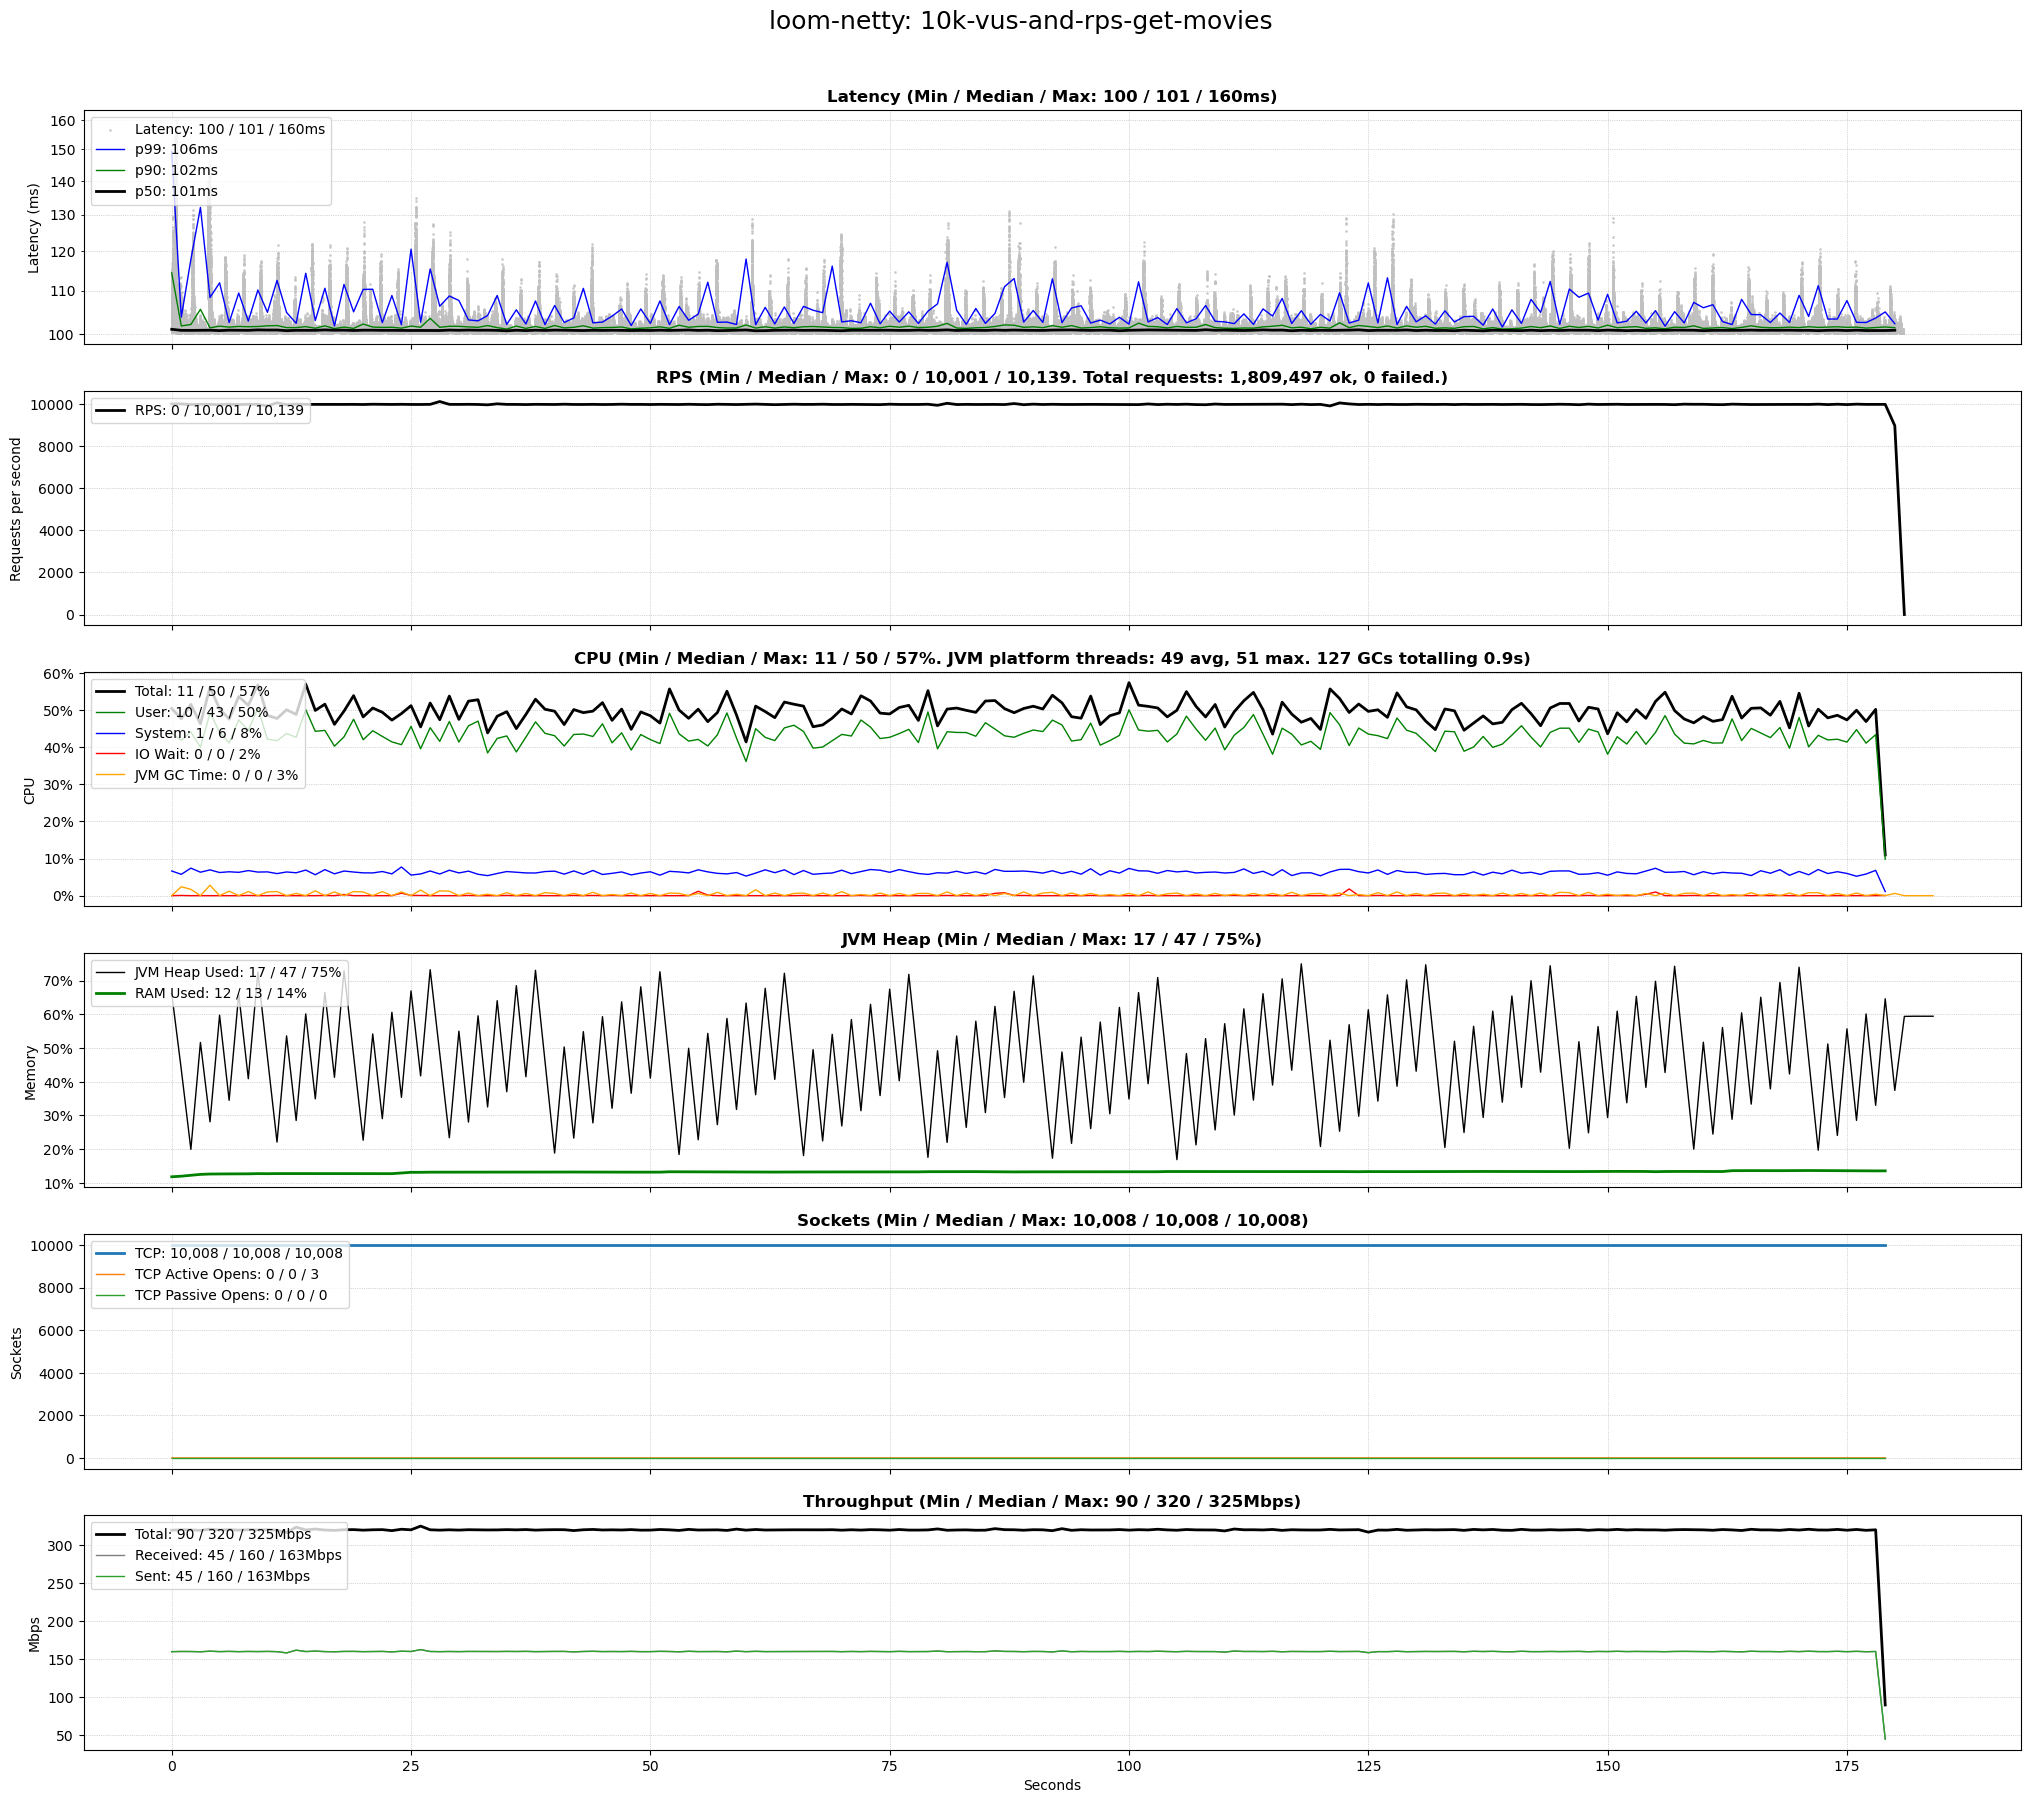 loom-netty: 10k-vus-and-rps-get-movies
Latency (Min / Median / Max: 100 / 101 / 160ms)
160
150
140
130
120
110
100
Latency (ms)
Latency: 100 / 101 / 160ms
p99: 106ms
p90: 102ms
p50: 101ms
RPS (Min / Median / Max: 0 / 10,001 / 10,139. Total requests: 1,809,497 ok, 0 failed.)
10000
8000
6000
4000
2000
0
Requests per second
RPS: 0 / 10,001 / 10,139
CPU (Min / Median / Max: 11 / 50 / 57%. JVM platform threads: 49 avg, 51 max. 127 GCs totalling 0.9s)
60%
50%
40%
30%
20%
10%
0%
CPU
Total: 11 / 50 / 57%
User: 10 / 43 / 50%
System: 1 / 6 / 8%
IO Wait: 0 / 0 / 2%
JVM GC Time: 0 / 0 / 3%
JVM Heap (Min / Median / Max: 17 / 47 / 75%)
70%
60%
50%
40%
30%
20%
10%
Memory
JVM Heap Used: 17 / 47 / 75%
RAM Used: 12 / 13 / 14%
Sockets (Min / Median / Max: 10,008 / 10,008 / 10,008)
10000
8000
6000
4000
2000
0
Sockets
TCP: 10,008 / 10,008 / 10,008
TCP Active Opens: 0 / 0 / 3
TCP Passive Opens: 0 / 0 / 0
Throughput (Min / Median / Max: 90 / 320 / 325Mbps)
300
250
200
150
100
50
Mbps
Total: 90 / 320 / 325Mbps
Received: 45 / 160 / 163Mbps
Sent: 45 / 160 / 163Mbps
0 25 50 75 100 125 150 175
Seconds